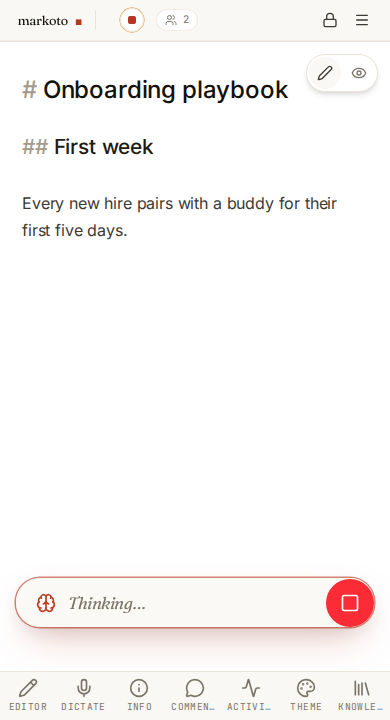 markoto
2
# Onboarding playbook
## First week
Every new hire pairs with a buddy for their
first five days.
Thinking...
EDITOR DICTATE INFO COMMEN… ACTIVI… THEME KNOWLE…